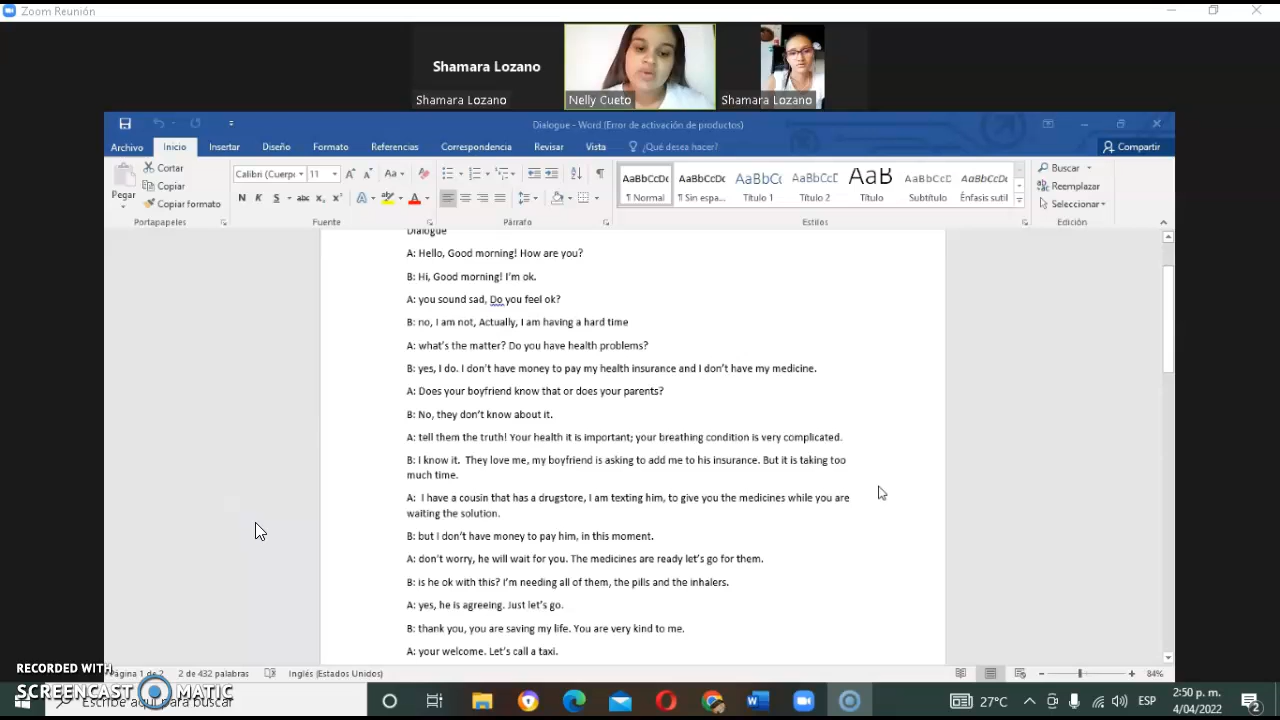 Zoom Reunión
Shamara Lozano
Shamara Lozano
Nelly Cueto
Shamara Lozano
Dialogue - Word (Error de activación de productos)
Archivo Inicio Insertar Diseño Formato Referencias Correspondencia Revisar Vista ¿Qué desea hacer? Compartir
Pegar
Cortar
Copiar
Copiar formato
Portapapeles
Calibri (Cuerpo 11
N K S abc x₂ x²
Fuente
Párrafo
AaBbCcDc AaBbCcDc AaBbCc AaBbCcD AaB AaBbCcD AaBbCcDc
¶ Normal ¶ Sin espa... Título 1 Título 2 Título Subtítulo Énfasis sutil
Estilos
Buscar
Reemplazar
Seleccionar
Edición
Dialogue
A: Hello, Good morning! How are you?
B: Hi, Good morning! I'm ok.
A: you sound sad, Do you feel ok?
B: no, I am not, Actually, I am having a hard time
A: what's the matter? Do you have health problems?
B: yes, I do. I don't have money to pay my health insurance and I don't have my medicine.
A: Does your boyfriend know that or does your parents?
B: No, they don't know about it.
A: tell them the truth! Your health it is important; your breathing condition is very complicated.
B: I know it. They love me, my boyfriend is asking to add me to his insurance. But it is taking too
much time.
A: I have a cousin that has a drugstore, I am texting him, to give you the medicines while you are
waiting the solution.
B: but I don't have money to pay him, in this moment.
A: don't worry, he will wait for you. The medicines are ready let's go for them.
B: is he ok with this? I'm needing all of them, the pills and the inhalers.
A: yes, he is agreeing. Just let's go.
B: thank you, you are saving my life. You are very kind to me.
A: your welcome. Let's call a taxi.
Página 1 de 2 2 de 432 palabras Inglés (Estados Unidos) 84%
RECORDED WITH
SCREENCAST MATIC
Escribe aquí para buscar
27°C ESP 2:50 p. m.
4/04/2022
2